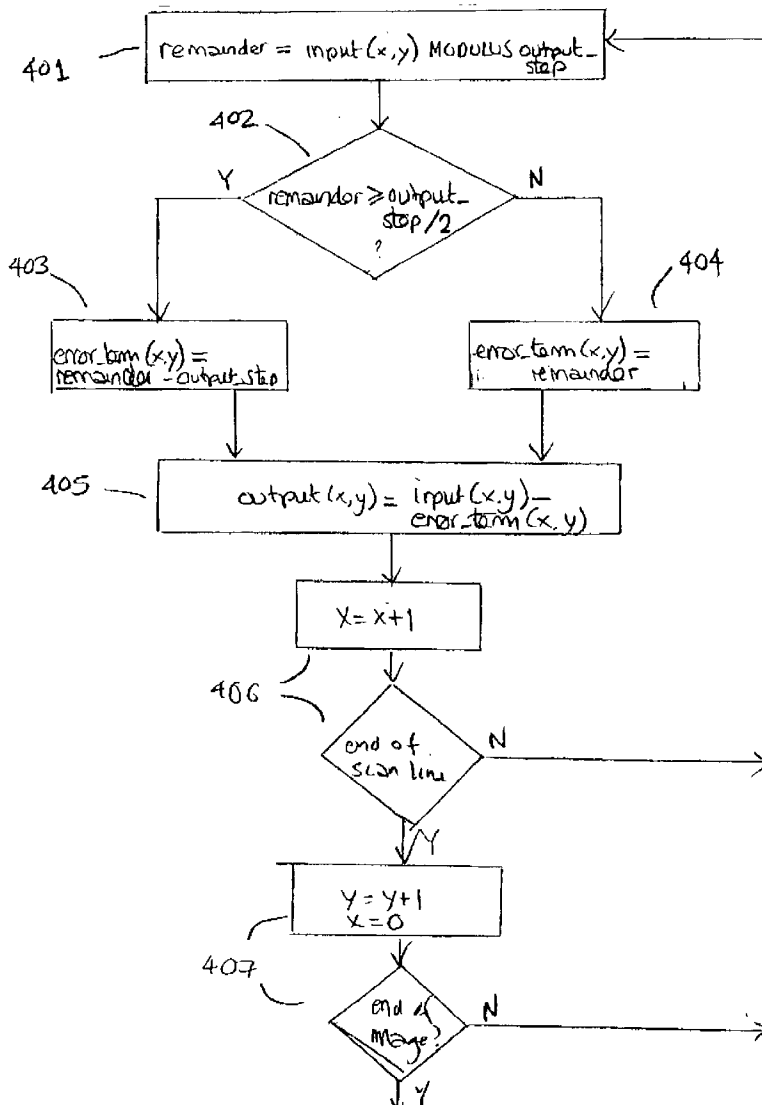 401
remainder = input(x,y) MODULUS output_
step
402
Y
N
remainder ≥ output_
step/2
?
403
404
error_term(x,y) =
remainder - output_step
error_term(x,y) =
remainder
405
output(x,y) = input(x,y) -
error_term(x,y)
x = x+1
406
end of
scan line
N
Y
y = y+1
x = 0
407
end of
image?
N
Y